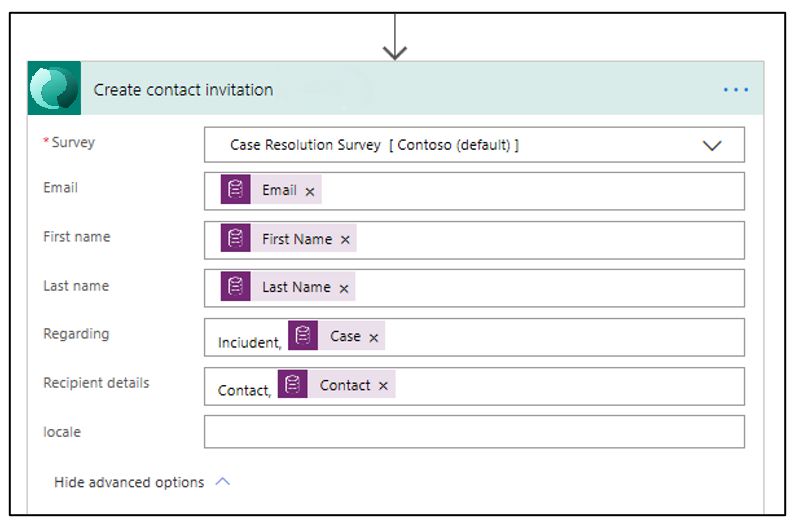 Create contact invitation
* Survey
Case Resolution Survey [ Contoso (default) ]
Email
Email ×
First name
First Name ×
Last name
Last Name ×
Regarding
Inciudent, Case ×
Recipient details
Contact, Contact ×
locale
Hide advanced options